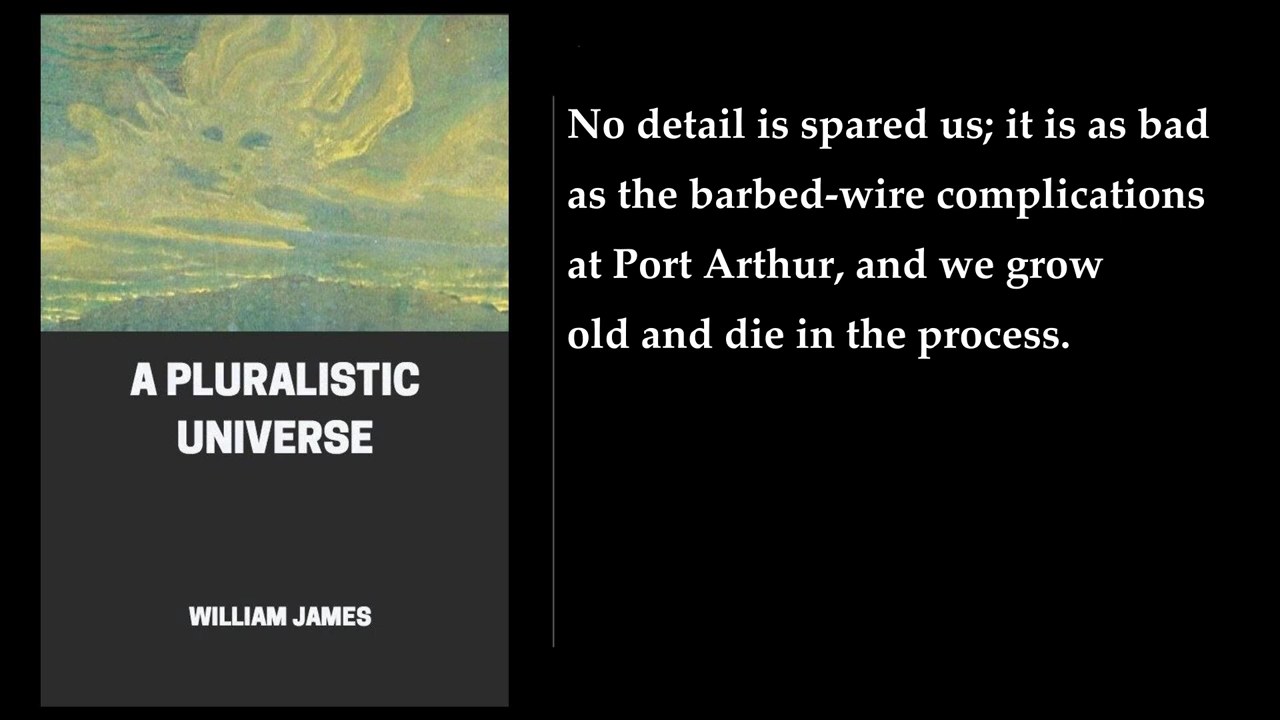 A PLURALISTIC
UNIVERSE
WILLIAM JAMES
No detail is spared us; it is as bad
as the barbed-wire complications
at Port Arthur, and we grow
old and die in the process.